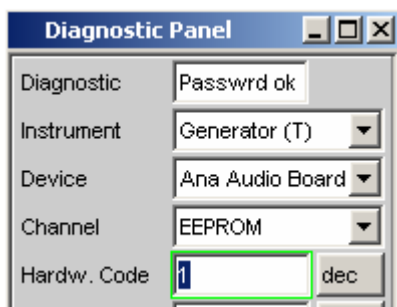 Diagnostic Panel
Diagnostic Passwrd ok
Instrument Generator (T)
Device Ana Audio Board
Channel EEPROM
Hardw. Code 1 dec